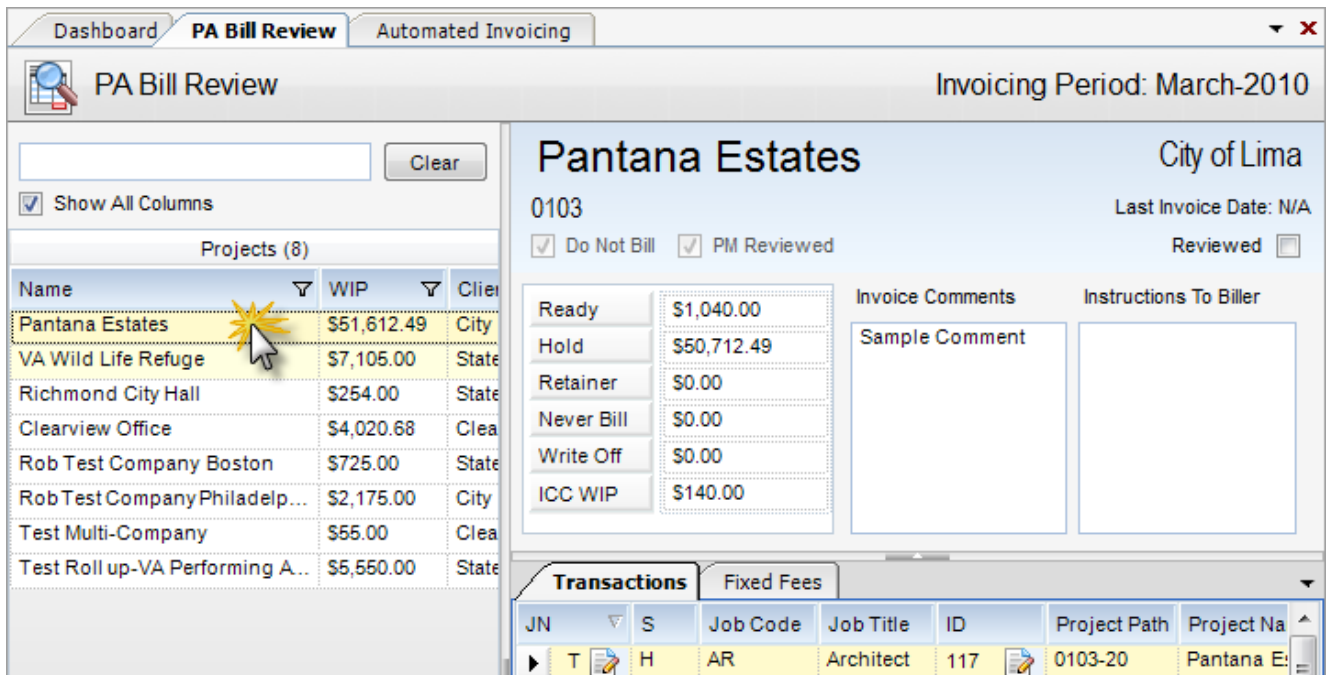 Dashboard PA Bill Review Automated Invoicing
PA Bill Review Invoicing Period: March-2010
Clear
Show All Columns
Projects (8)
Name WIP Clier
Pantana Estates $51,612.49 City
VA Wild Life Refuge $7,105.00 State
Richmond City Hall $254.00 State
Clearview Office $4,020.68 Clea
Rob Test Company Boston $725.00 State
Rob Test Company Philadelp... $2,175.00 City
Test Multi-Company $55.00 Clea
Test Roll up-VA Performing A... $5,550.00 State
Pantana Estates City of Lima
0103 Last Invoice Date: N/A
Do Not Bill PM Reviewed Reviewed
Ready $1,040.00
Hold $50,712.49
Retainer $0.00
Never Bill $0.00
Write Off $0.00
ICC WIP $140.00
Invoice Comments
Sample Comment
Instructions To Biller
Transactions Fixed Fees
JN S Job Code Job Title ID Project Path Project Na
T H AR Architect 117 0103-20 Pantana Es